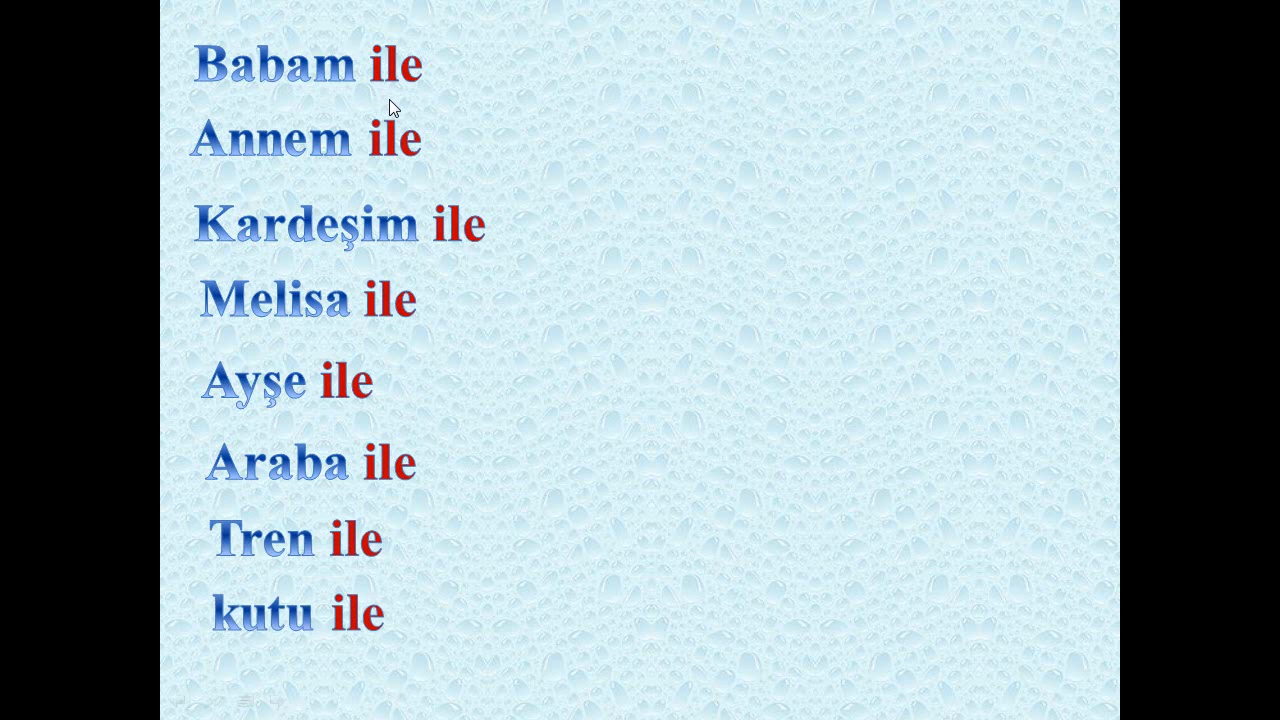 Babam ile
Annem ile
Kardeşim ile
Melisa ile
Ayşe ile
Araba ile
Tren ile
kutu ile